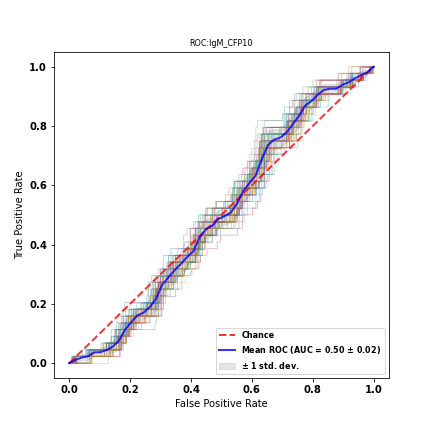 ROC:IgM_CFP10
1.0
0.8
0.6
0.4
0.2
0.0
True Positive Rate
Chance
Mean ROC (AUC = 0.50 ± 0.02)
± 1 std. dev.
0.0 0.2 0.4 0.6 0.8 1.0
False Positive Rate